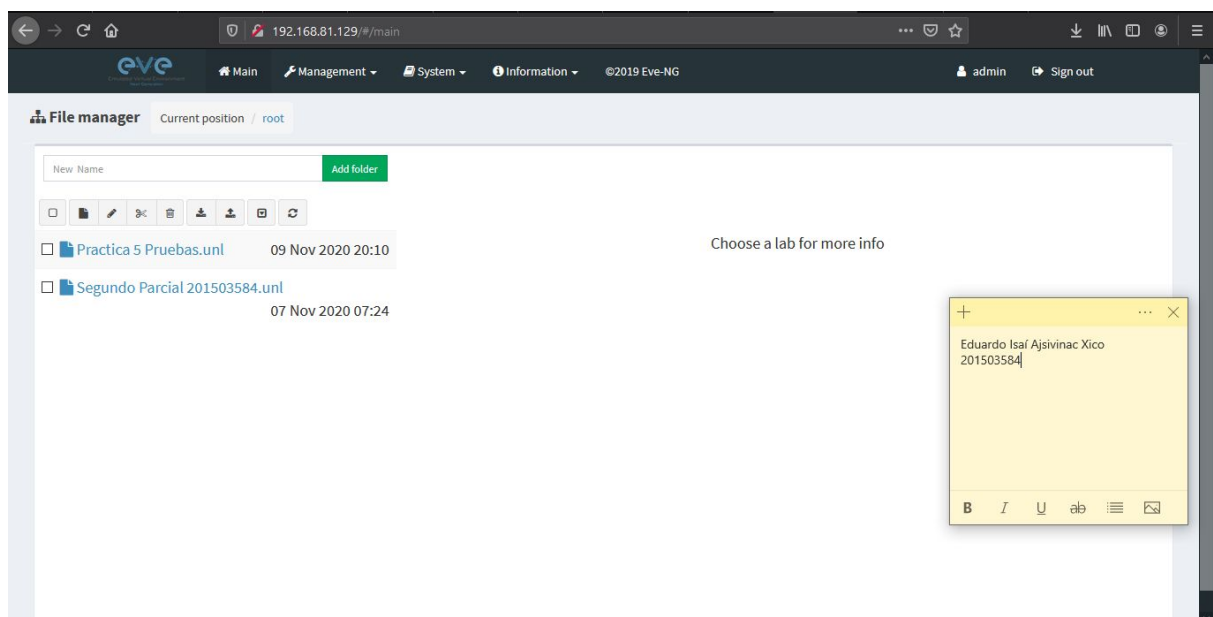 192.168.81.129/#/main
eve
Main
Management
System
Information
©2019 Eve-NG
admin
Sign out
File manager
Current position / root
New Name
Add folder
Practica 5 Pruebas.unl
09 Nov 2020 20:10
Segundo Parcial 201503584.unl
07 Nov 2020 07:24
Choose a lab for more info
Eduardo Isaí Ajsivinac Xico
201503584
B I U ab